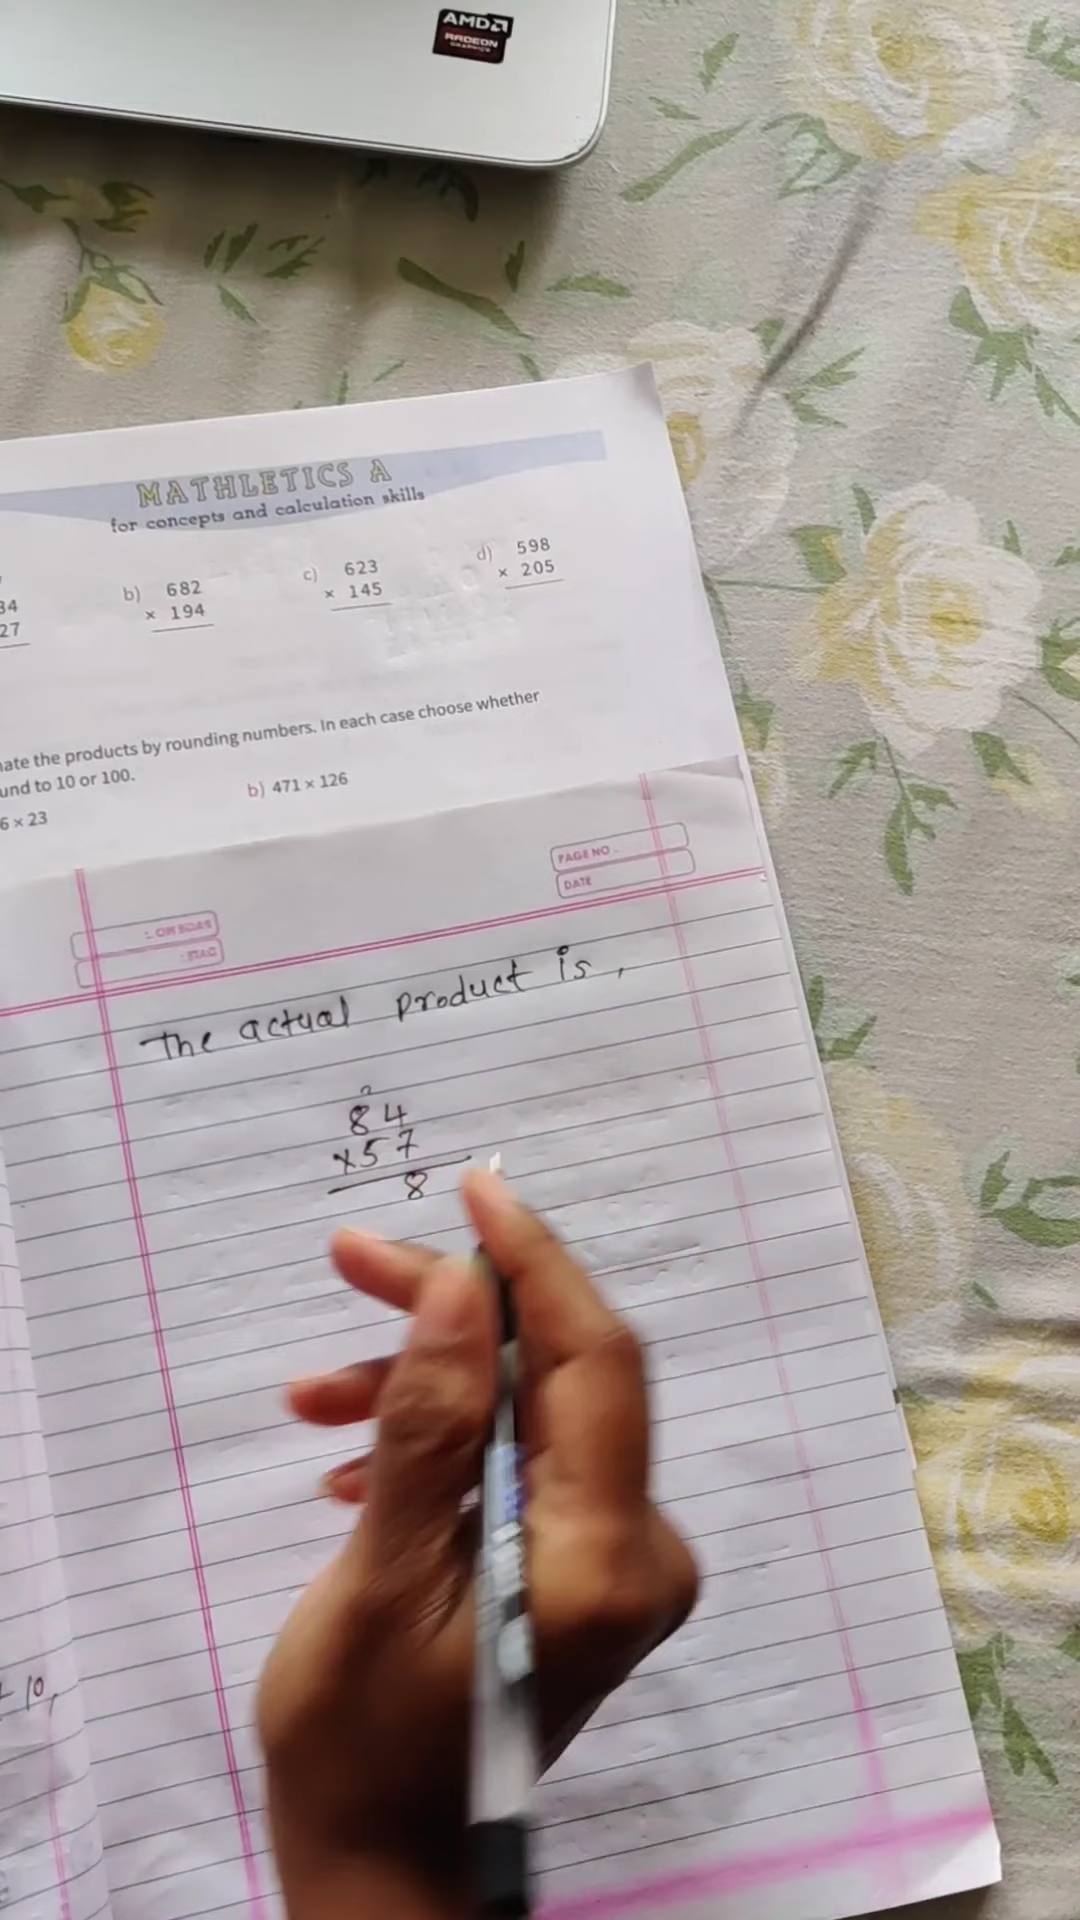 AMD
RADEON
GRAPHICS
MATHLETICS A
for concepts and calculation skills
34
27
b) 682
× 194
c) 623
× 145
d) 598
× 205
ate the products by rounding numbers. In each case choose whether
und to 10 or 100.
6 × 23
b) 471 × 126
PAGE NO.
DATE
The actual product is,
2
84
×57
8
10,